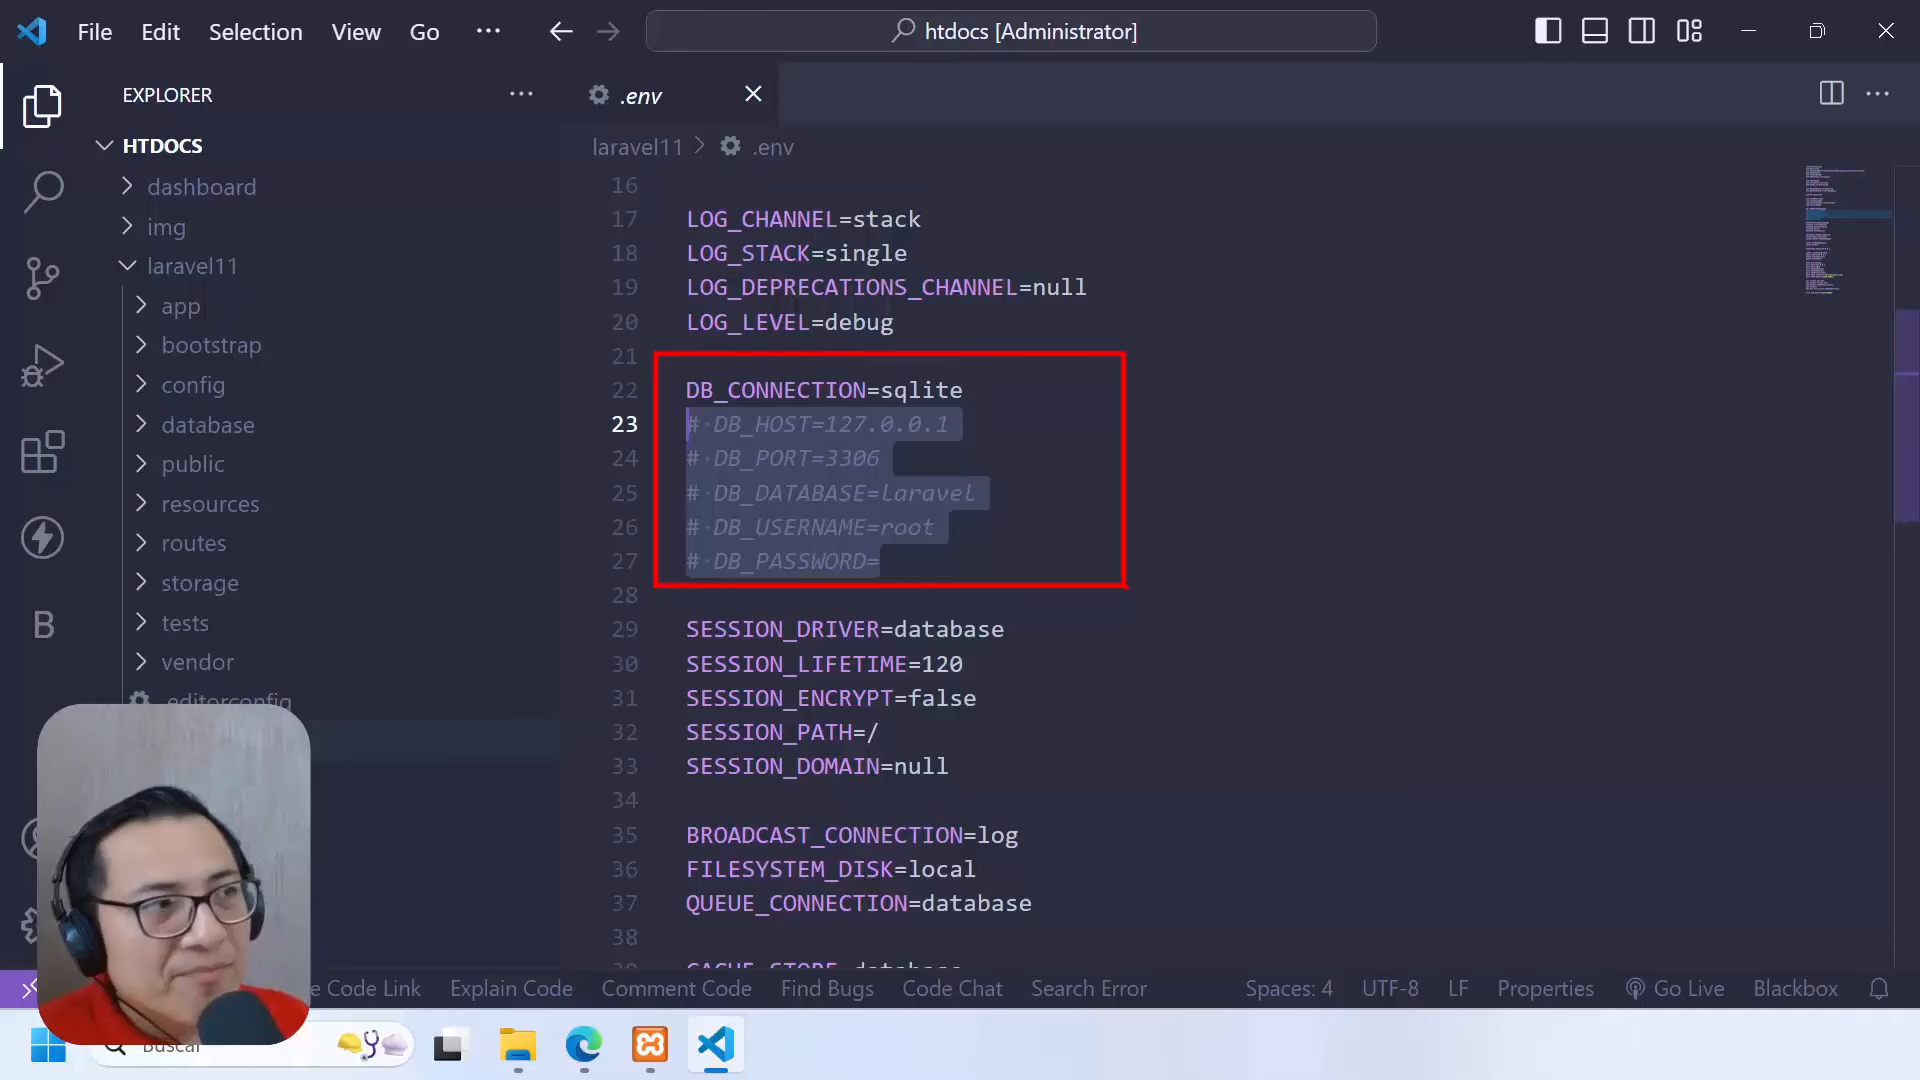 File Edit Selection View Go
htdocs [Administrator]
EXPLORER
.env
HTDOCS
laravel11 .env
dashboard
img
laravel11
app
bootstrap
config
database
public
resources
routes
storage
tests
vendor
.editorconfig
B
16
17 LOG_CHANNEL=stack
18 LOG_STACK=single
19 LOG_DEPRECATIONS_CHANNEL=null
20 LOG_LEVEL=debug
21
22 DB_CONNECTION=sqlite
23 # DB_HOST=127.0.0.1
24 # DB_PORT=3306
25 # DB_DATABASE=laravel
26 # DB_USERNAME=root
27 # DB_PASSWORD=
28
29 SESSION_DRIVER=database
30 SESSION_LIFETIME=120
31 SESSION_ENCRYPT=false
32 SESSION_PATH=/
33 SESSION_DOMAIN=null
34
35 BROADCAST_CONNECTION=log
36 FILESYSTEM_DISK=local
37 QUEUE_CONNECTION=database
38
39 CACHE_STORE=database
e Code Link Explain Code Comment Code Find Bugs Code Chat Search Error Spaces: 4 UTF-8 LF Properties Go Live Blackbox
Buscar